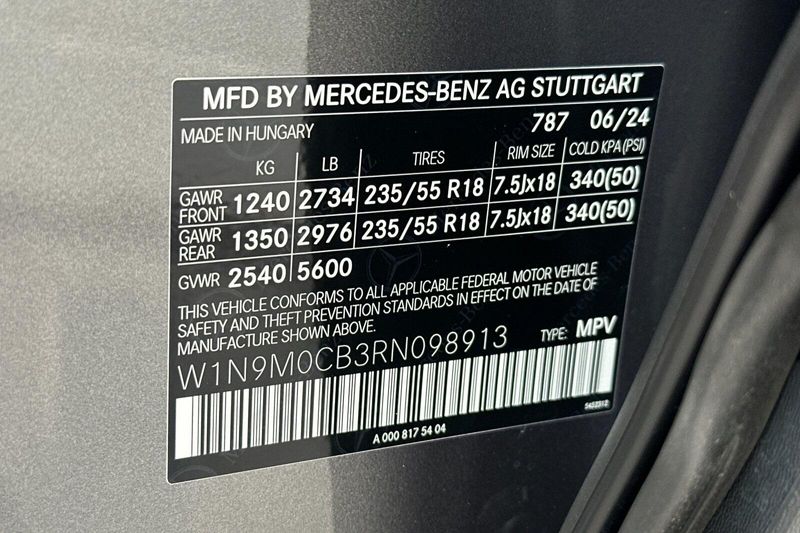 MFD BY MERCEDES-BENZ AG STUTTGART
MADE IN HUNGARY 787 06/24
KG LB TIRES RIM SIZE COLD KPA (PSI)
GAWR FRONT 1240 2734 235/55 R18 7.5Jx18 340(50)
GAWR REAR 1350 2976 235/55 R18 7.5Jx18 340(50)
GVWR 2540 5600
THIS VEHICLE CONFORMS TO ALL APPLICABLE FEDERAL MOTOR VEHICLE
SAFETY AND THEFT PREVENTION STANDARDS IN EFFECT ON THE DATE OF
MANUFACTURE SHOWN ABOVE.
W1N9M0CB3RN098913 TYPE: MPV
A 000 817 54 04